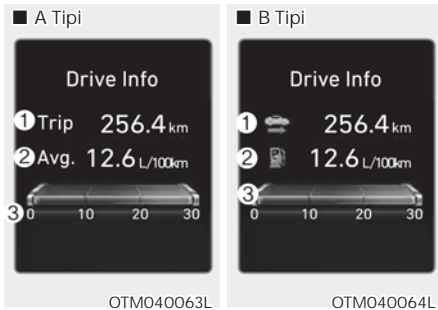 ■ A Tipi
Drive Info
① Trip 256.4 km
② Avg. 12.6 L/100km
③
0 10 20 30
OTM040063L
■ B Tipi
Drive Info
① 256.4 km
② 12.6 L/100km
③
0 10 20 30
OTM040064L